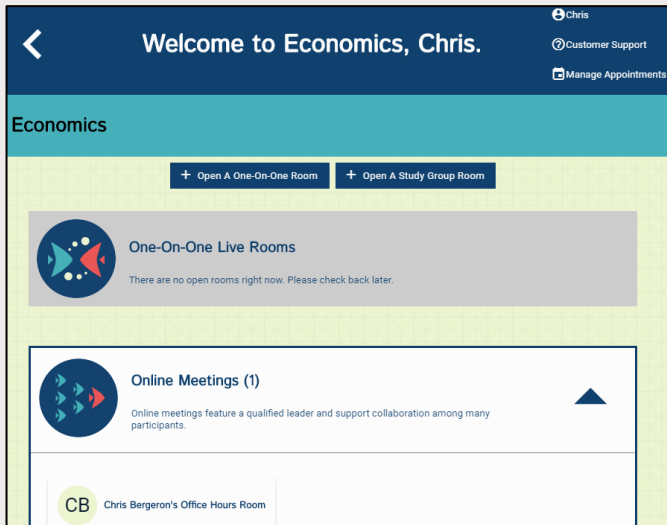 Chris
Welcome to Economics, Chris.
Customer Support
Manage Appointments
Economics
+ Open A One-On-One Room
+ Open A Study Group Room
One-On-One Live Rooms
There are no open rooms right now. Please check back later.
Online Meetings (1)
Online meetings feature a qualified leader and support collaboration among many
participants.
CB
Chris Bergeron's Office Hours Room